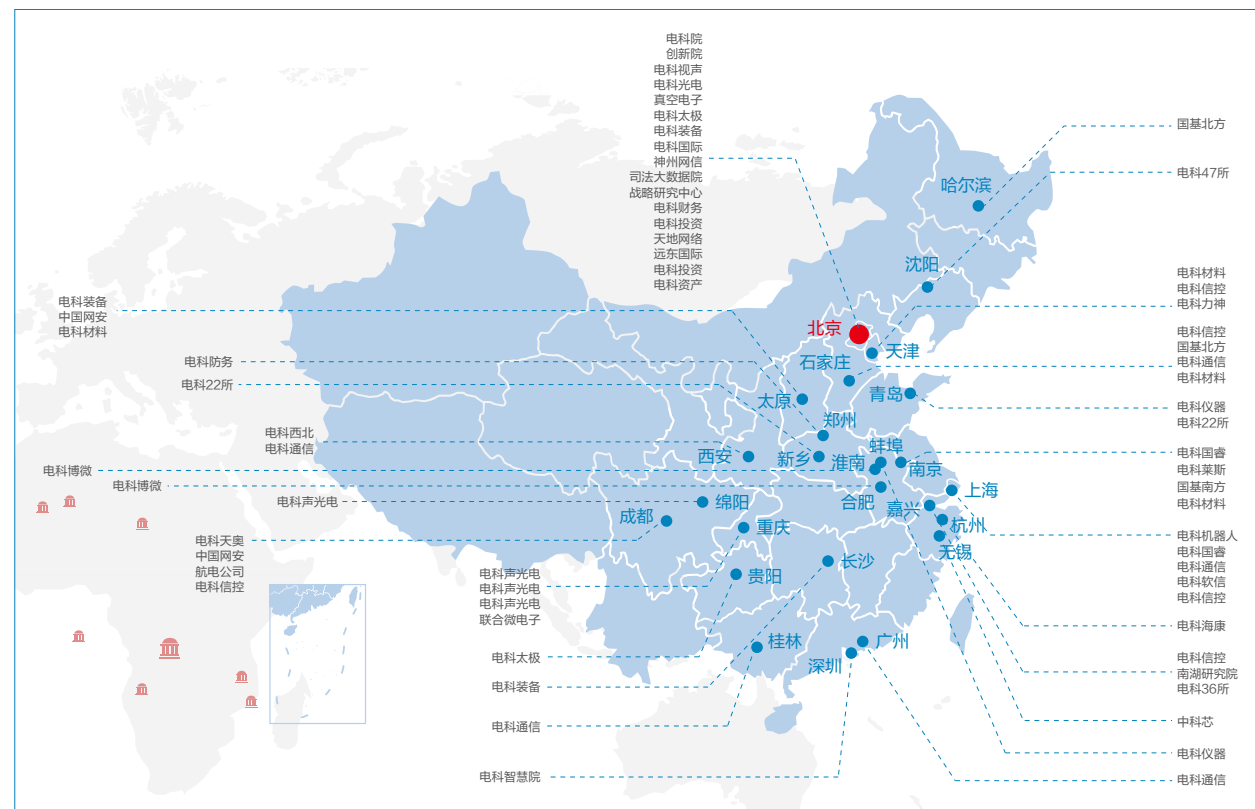 电科院
创新院
电科视声
电科光电
真空电子
电科太极
电科装备
电科国际
神州网信
司法大数据院
战略研究中心
电科财务
电科投资
天地网络
远东国际
电科投资
电科资产
国基北方
电科47所
电科材料
电科信控
电科力神
电科信控
国基北方
电科通信
电科材料
电科仪器
电科22所
电科国睿
电科莱斯
国基南方
电科材料
电科机器人
电科国睿
电科通信
电科软信
电科信控
电科海康
电科信控
南湖研究院
电科36所
中科芯
电科仪器
电科通信
电科装备
中国网安
电科材料
电科防务
电科22所
电科西北
电科通信
电科博微
电科博微
电科声光电
电科天奥
中国网安
航电公司
电科信控
电科声光电
电科声光电
电科声光电
联合微电子
电科太极
电科装备
电科通信
电科智慧院
哈尔滨
沈阳
北京
天津
石家庄
太原
青岛
郑州
蚌埠
西安
新乡
淮南
南京
绵阳
合肥
上海
成都
嘉兴
重庆
杭州
无锡
长沙
贵阳
桂林
广州
深圳